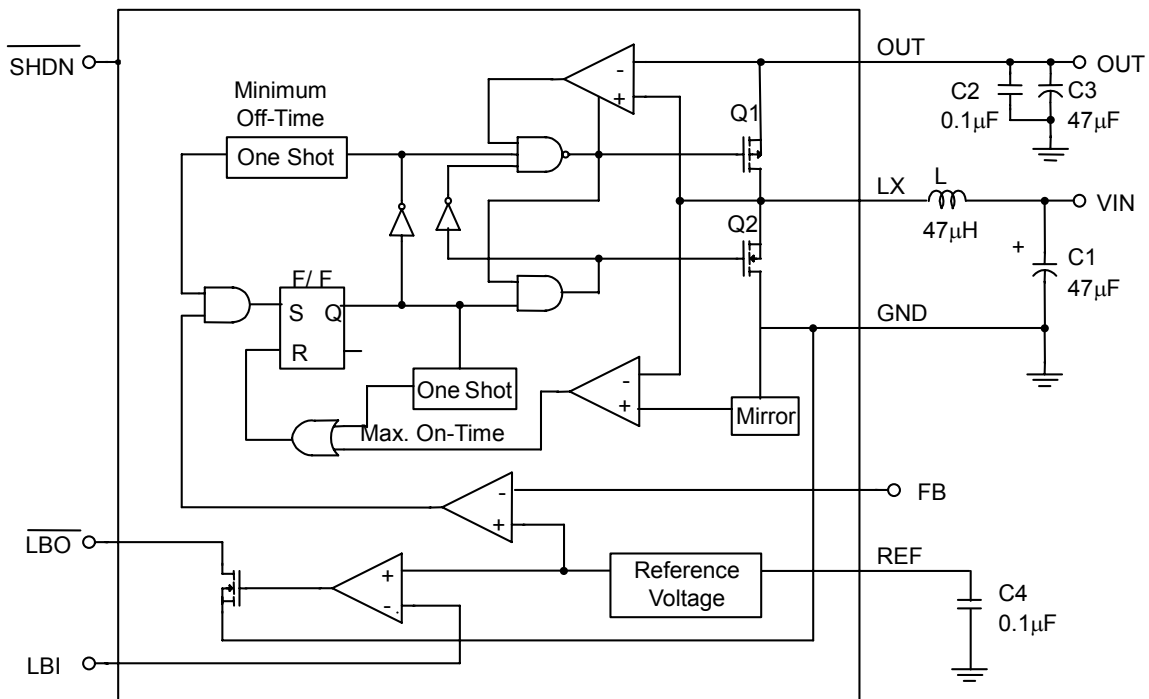 SHDN
OUT
OUT
Minimum
Off-Time
One Shot
-
+
Q1
C2
0.1µF
C3
47µF
LX
L
47µH
VIN
Q2
+
C1
47µF
F/ F
S Q
R
GND
One Shot
Max. On-Time
-
+
Mirror
-
+
FB
LBO
+
-
Reference
Voltage
REF
C4
0.1µF
LBI